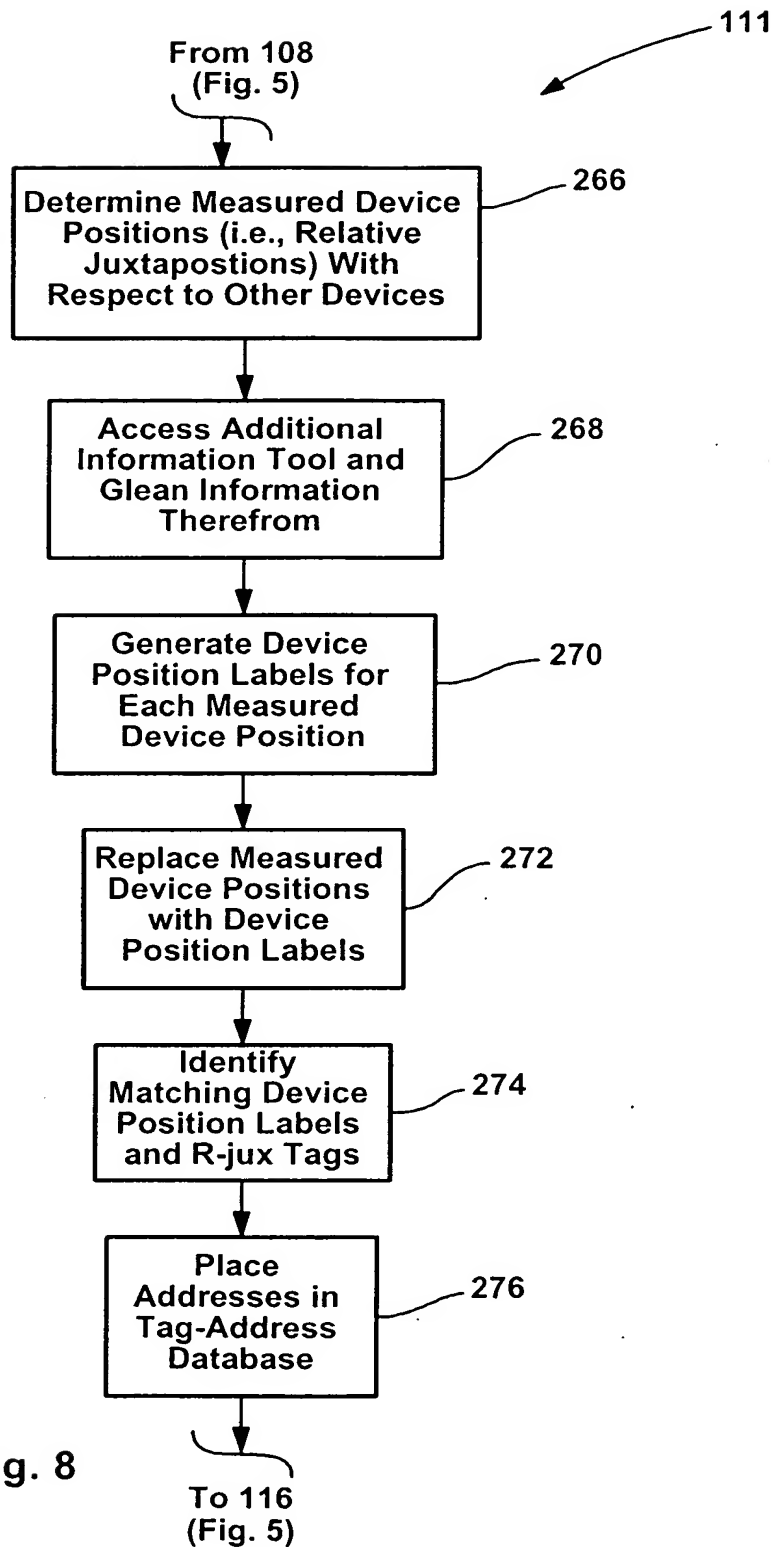 111
From 108
(Fig. 5)
Determine Measured Device
Positions (i.e., Relative
Juxtapostions) With
Respect to Other Devices
266
Access Additional
Information Tool and
Glean Information
Therefrom
268
Generate Device
Position Labels for
Each Measured
Device Position
270
Replace Measured
Device Positions
with Device
Position Labels
272
Identify
Matching Device
Position Labels
and R-jux Tags
274
Place
Addresses in
Tag-Address
Database
276
g. 8
To 116
(Fig. 5)